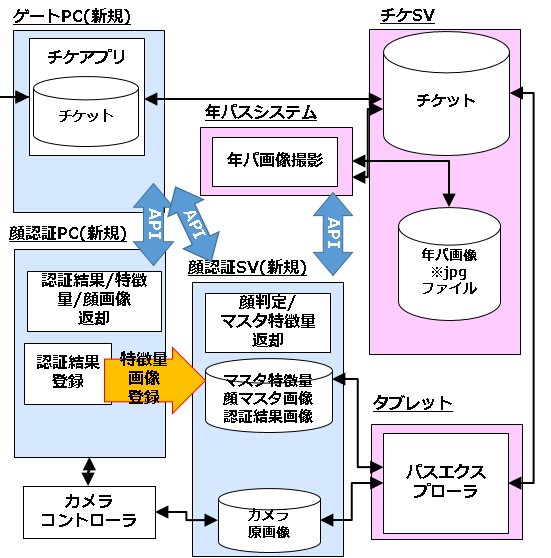 ゲートPC(新規)
チケアプリ
チケット
チケSV
チケット
年パスシステム
年パ画像撮影
API
API
API
年パ画像
※jpg
ファイル
顔認証PC(新規)
認証結果/特徴
量/顔画像
返却
認証結果
登録
特徴量
画像
登録
顔認証SV(新規)
顔判定/
マスタ特徴量
返却
マスタ特徴量
顔マスタ画像
認証結果画像
タブレット
パスエクス
プローラ
カメラ
コントローラ
カメラ
原画像